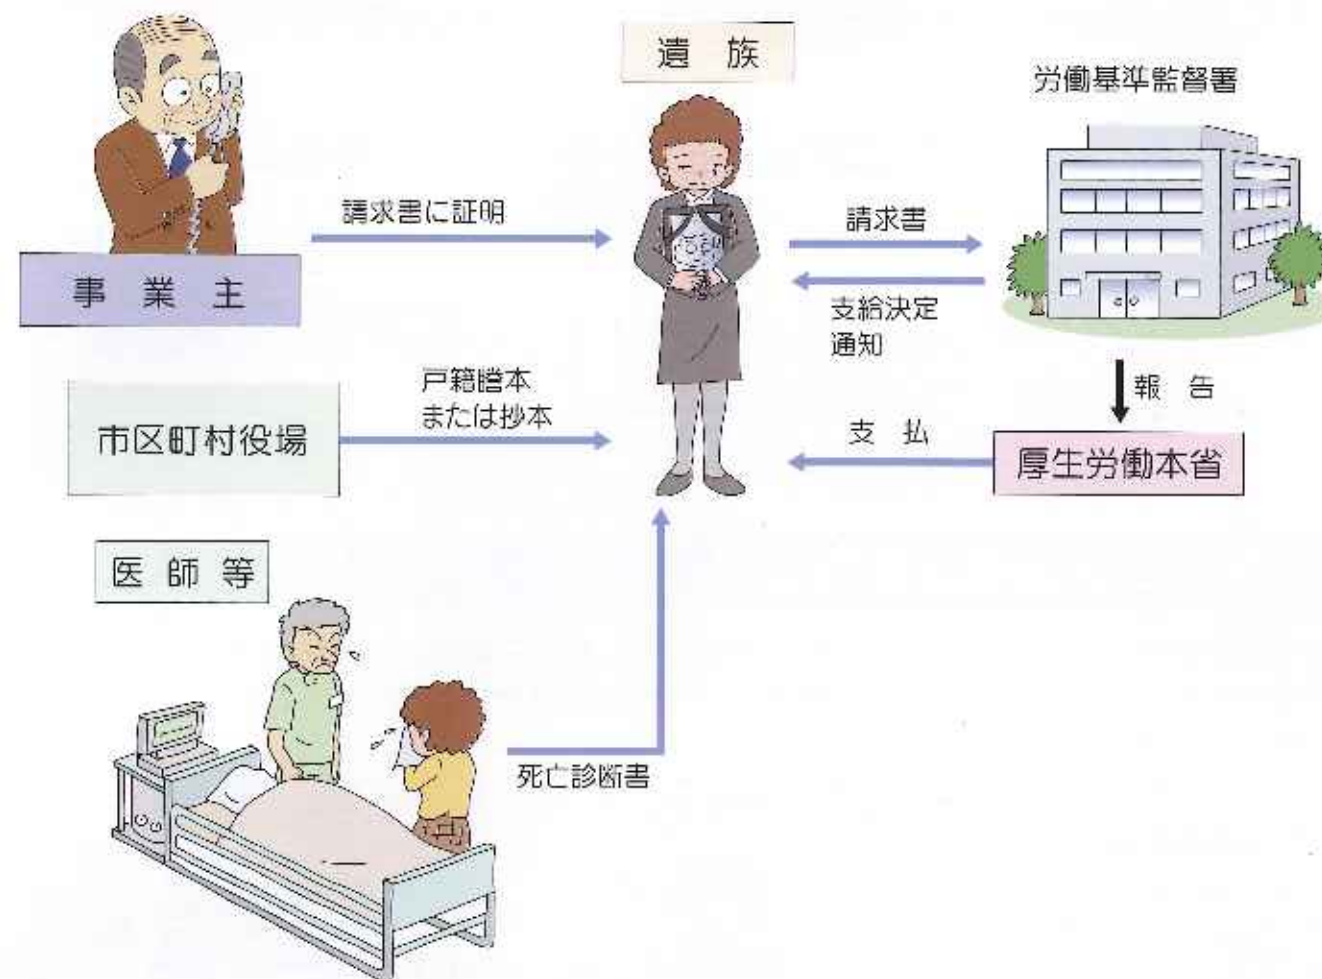 遺族
労働基準監督署
請求書に証明
請求書
事業主
支給決定
通知
戸籍謄本
または抄本
報告
市区町村役場
支払
厚生労働本省
医師等
死亡診断書